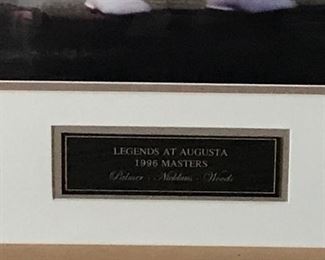 LEGENDS AT AUGUSTA
1996 MASTERS
Palmer - Nicklaus - Woods